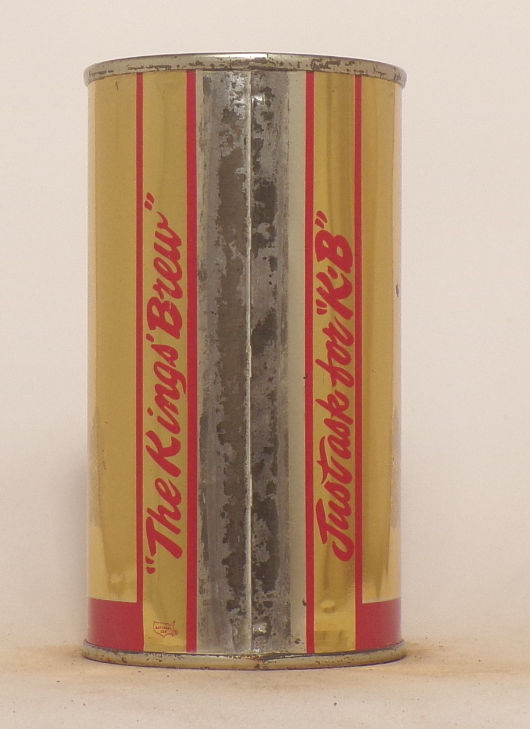 "The Kings' Brew"
Just ask for "K·B"